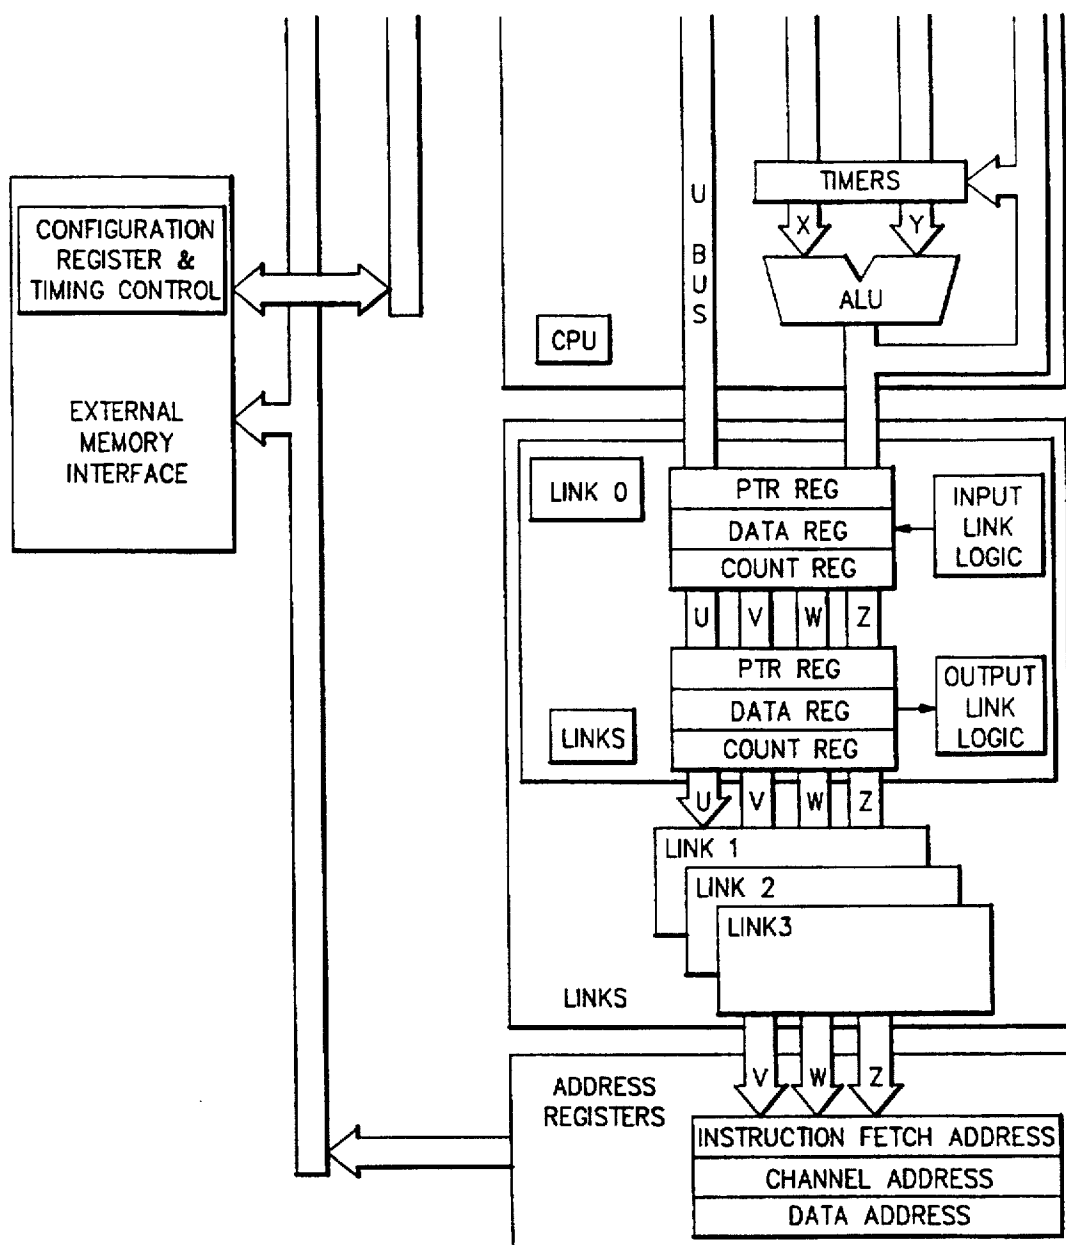 CONFIGURATION
REGISTER &
TIMING CONTROL
EXTERNAL
MEMORY
INTERFACE
U BUS
TIMERS
X Y
ALU
CPU
LINK 0
PTR REG
DATA REG
COUNT REG
INPUT
LINK
LOGIC
U V W Z
PTR REG
DATA REG
COUNT REG
OUTPUT
LINK
LOGIC
LINKS
U V W Z
LINK 1
LINK 2
LINK3
LINKS
V W Z
ADDRESS
REGISTERS
INSTRUCTION FETCH ADDRESS
CHANNEL ADDRESS
DATA ADDRESS